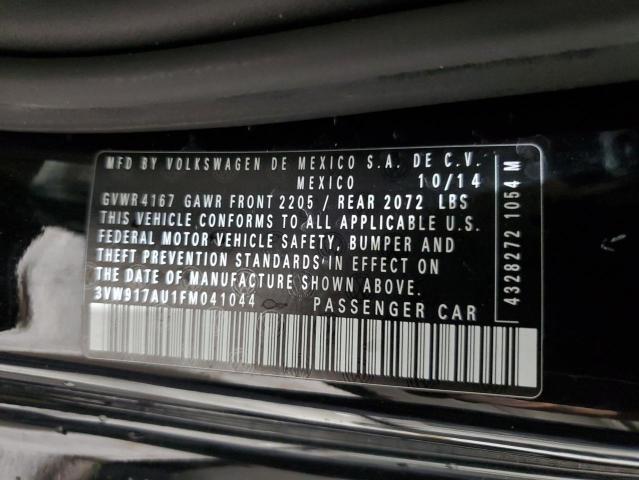 MFD BY VOLKSWAGEN DE MEXICO S.A. DE C.V.
MEXICO 10/14
GVWR 4167 GAWR FRONT 2205 / REAR 2072 LBS
THIS VEHICLE CONFORMS TO ALL APPLICABLE U.S.
FEDERAL MOTOR VEHICLE SAFETY, BUMPER AND
THEFT PREVENTION STANDARDS IN EFFECT ON
THE DATE OF MANUFACTURE SHOWN ABOVE.
3VW917AU1FM041044 PASSENGER CAR
4328272 1054 M